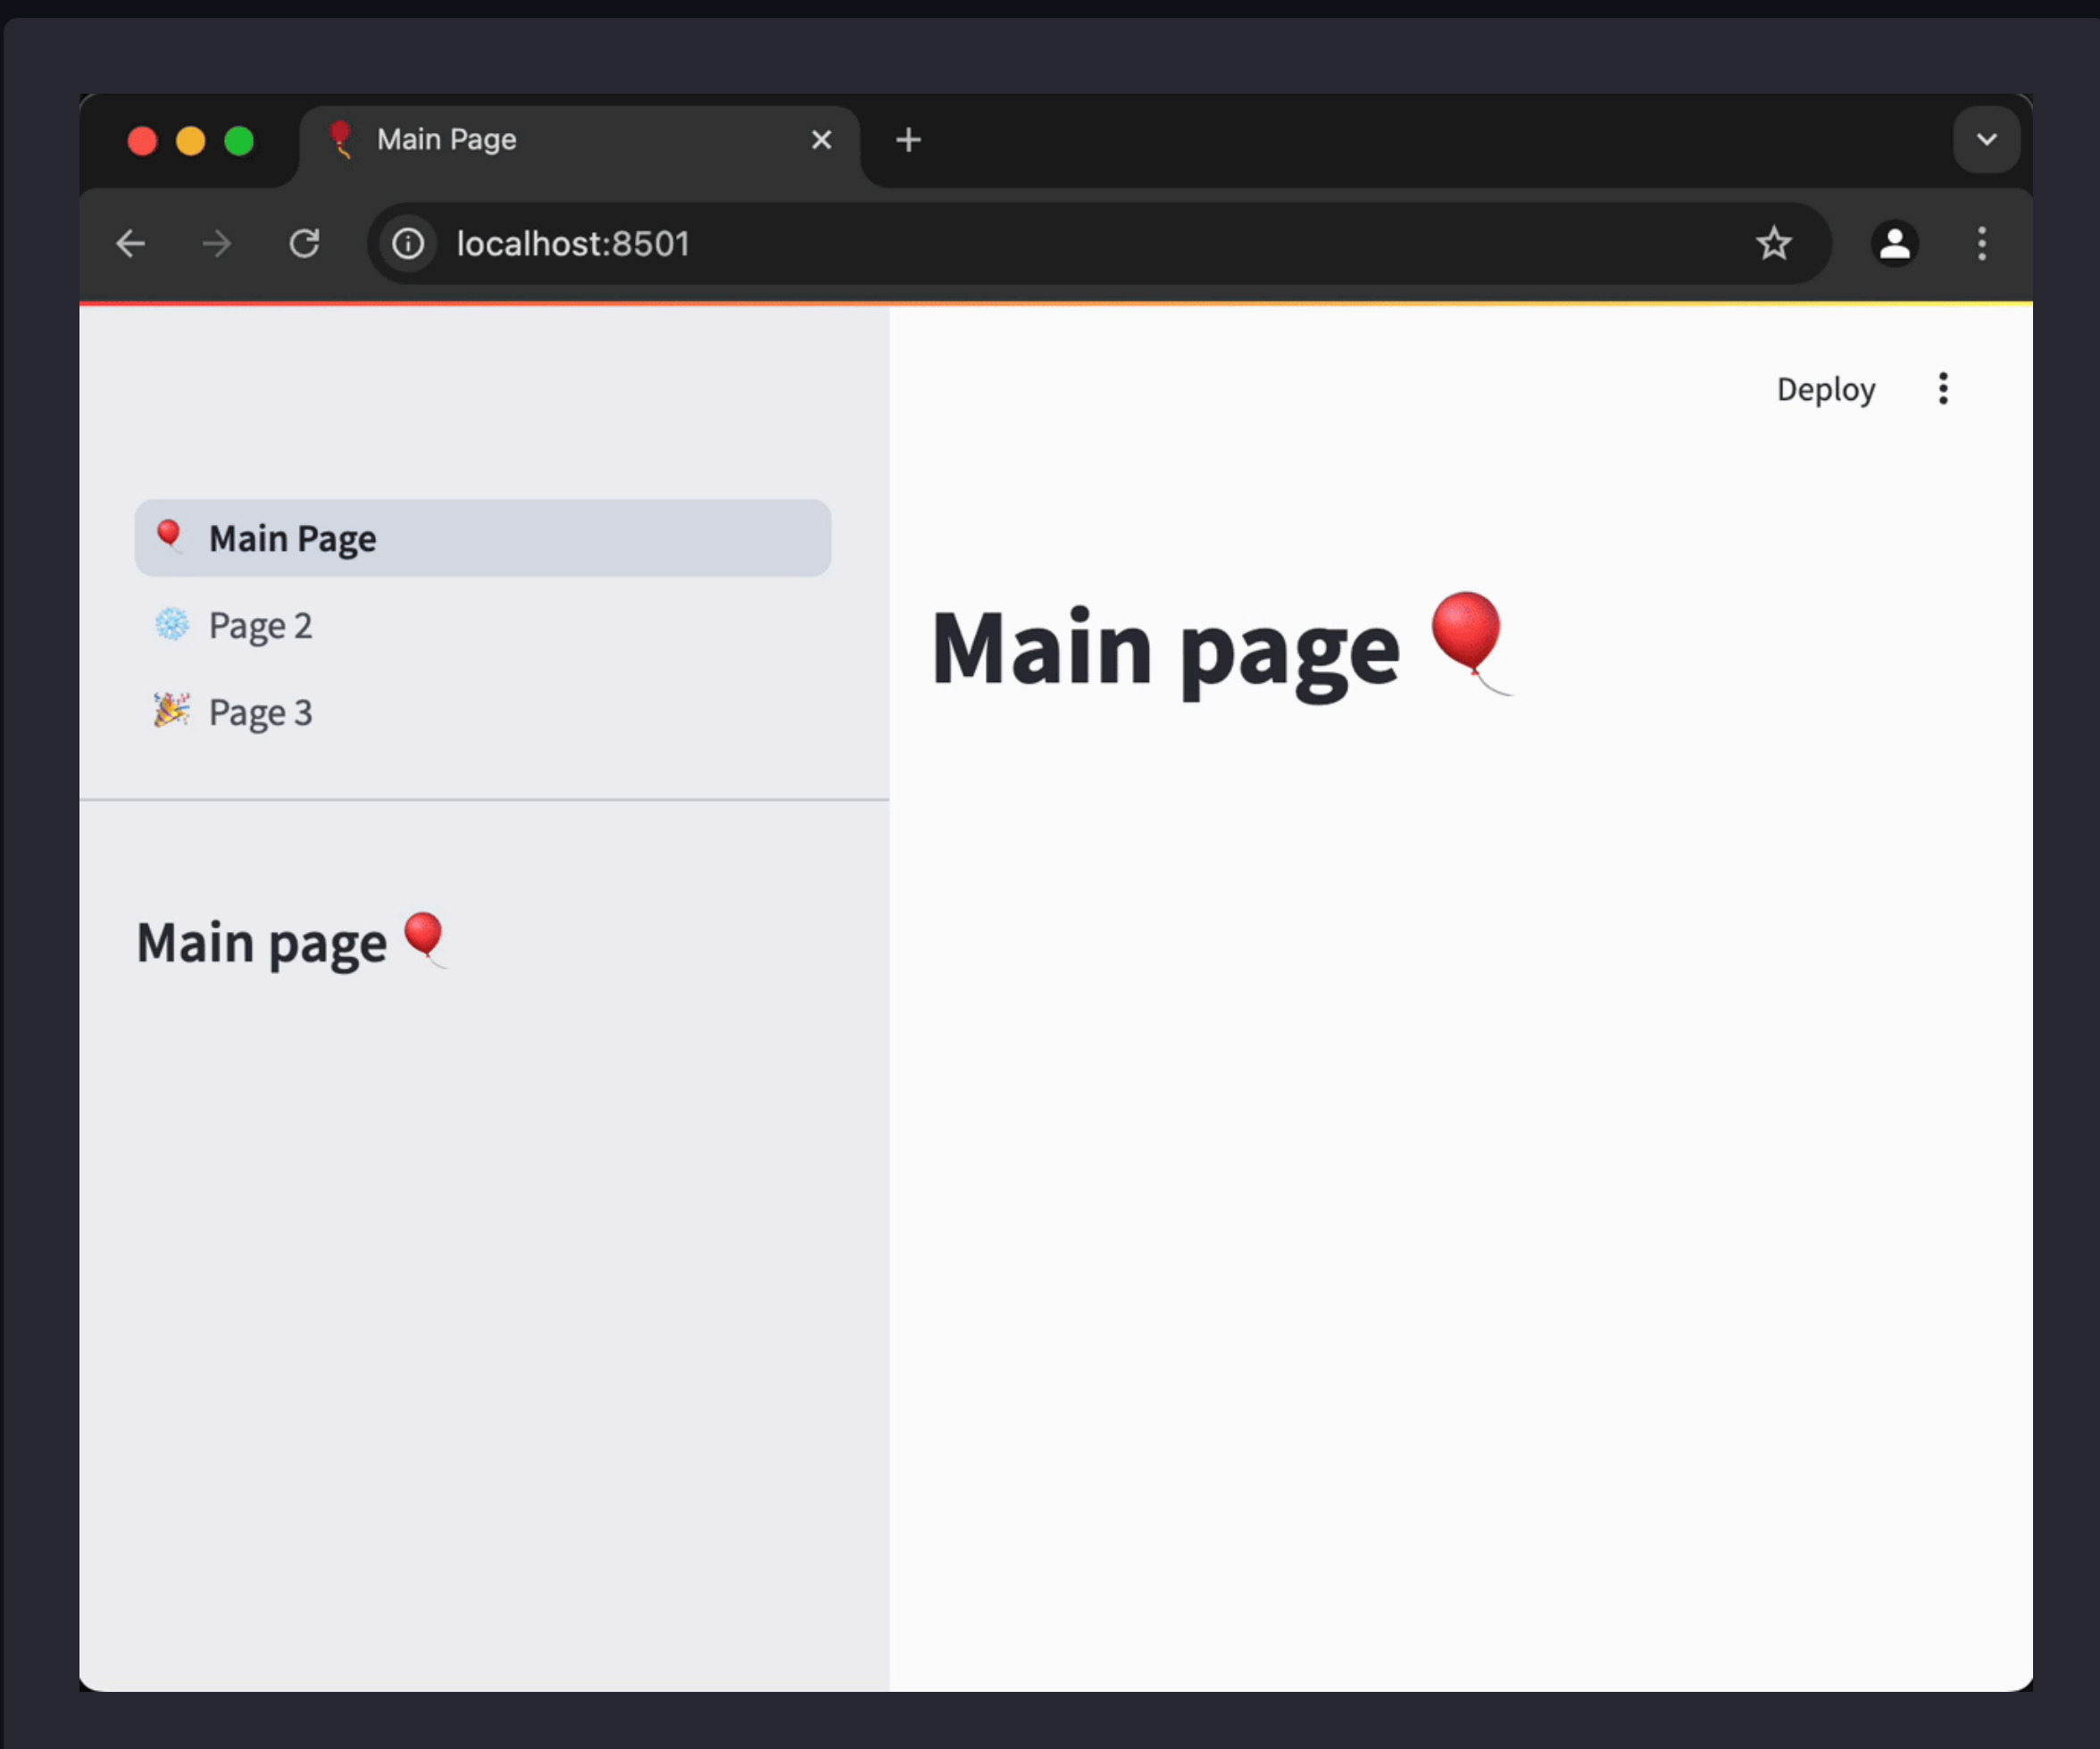 Main Page
localhost:8501
Deploy
🎈 Main Page
❄️ Page 2
🎉 Page 3
Main page 🎈
Main page 🎈